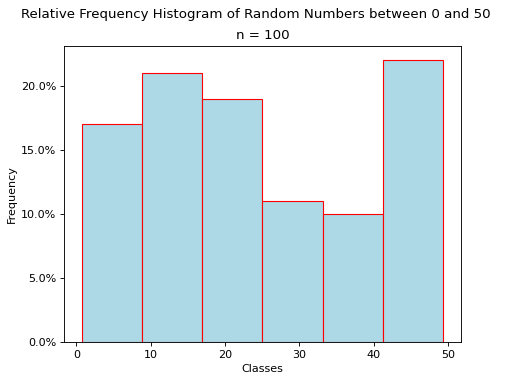 Relative Frequency Histogram of Random Numbers between 0 and 50
n = 100
20.0%
15.0%
10.0%
5.0%
0.0%
Frequency
0 10 20 30 40 50
Classes